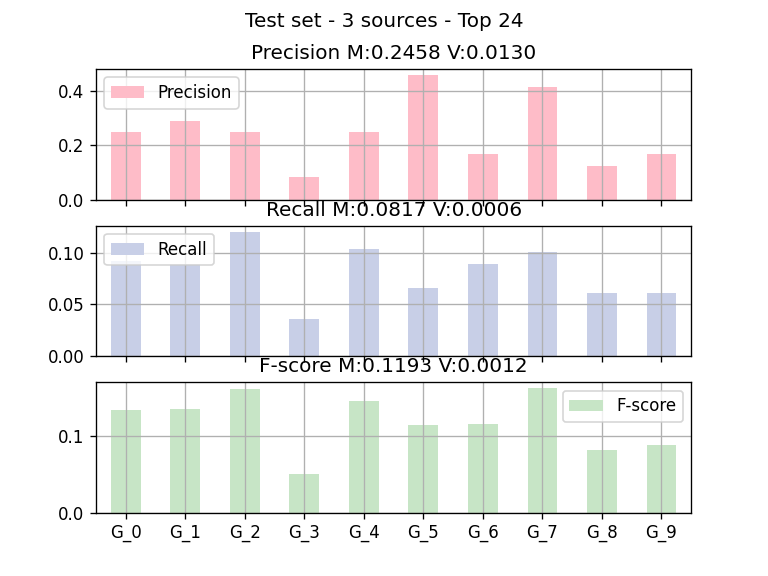 Test set - 3 sources - Top 24
Precision M:0.2458 V:0.0130
Precision
0.4
0.2
0.0
Recall M:0.0817 V:0.0006
Recall
0.10
0.05
0.00
F-score M:0.1193 V:0.0012
F-score
0.1
0.0
G_0 G_1 G_2 G_3 G_4 G_5 G_6 G_7 G_8 G_9